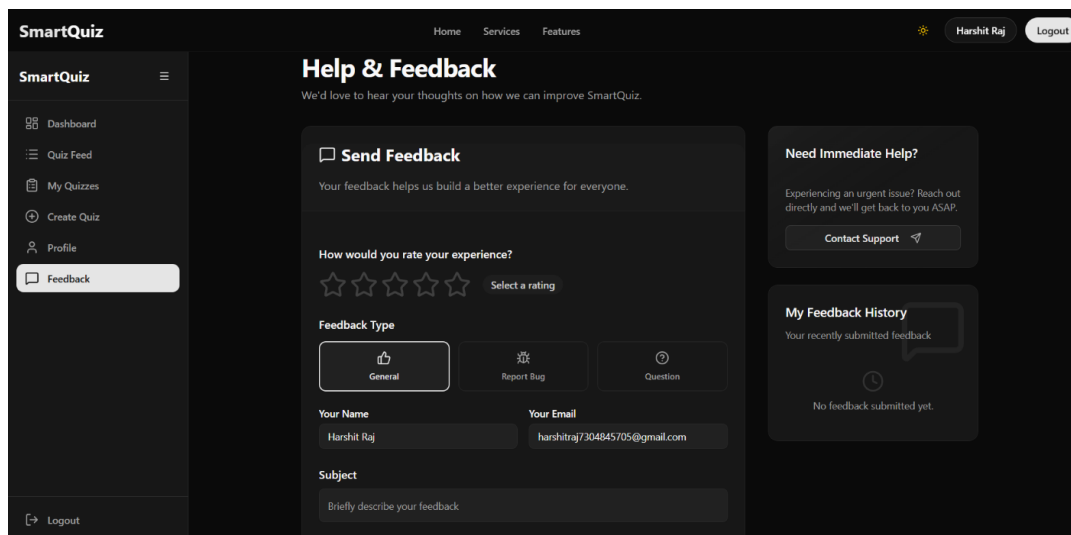 SmartQuiz
Home Services Features
Harshit Raj
Logout
SmartQuiz
Dashboard
Quiz Feed
My Quizzes
Create Quiz
Profile
Feedback
Logout
Help & Feedback
We'd love to hear your thoughts on how we can improve SmartQuiz.
Send Feedback
Your feedback helps us build a better experience for everyone.
How would you rate your experience?
Select a rating
Feedback Type
General
Report Bug
Question
Your Name
Your Email
Harshit Raj
harshitraj7304845705@gmail.com
Subject
Briefly describe your feedback
Need Immediate Help?
Experiencing an urgent issue? Reach out
directly and we'll get back to you ASAP.
Contact Support
My Feedback History
Your recently submitted feedback
No feedback submitted yet.